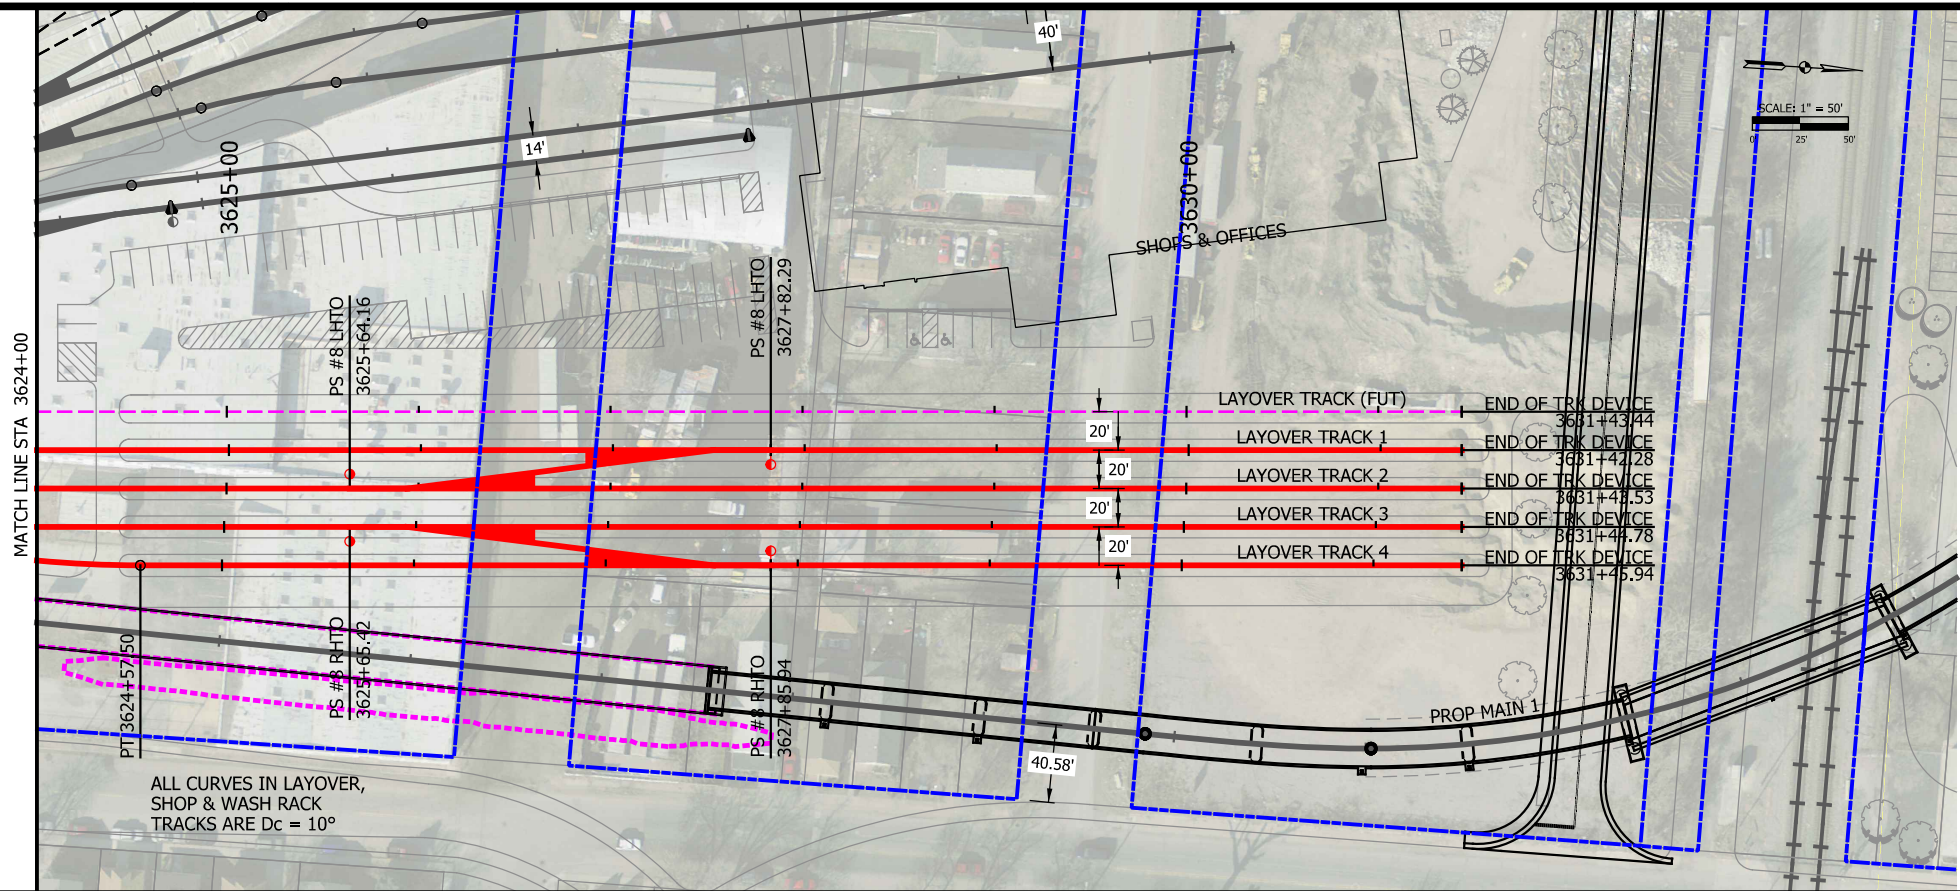 40'
SCALE: 1" = 50'
0 25' 50'
14'
3625+00
3630+00
SHOPS & OFFICES
PS #8 LHTO
3625+64.16
PS #8 LHTO
3627+82.29
MATCH LINE STA 3624+00
LAYOVER TRACK (FUT)
END OF TRK DEVICE
3631+43.44
20'
LAYOVER TRACK 1
END OF TRK DEVICE
3631+42.28
20'
LAYOVER TRACK 2
END OF TRK DEVICE
3631+43.53
20'
LAYOVER TRACK 3
END OF TRK DEVICE
3631+44.78
20'
LAYOVER TRACK 4
END OF TRK DEVICE
3631+45.94
PT 3624+57.50
PS #8 RHTO
3625+65.42
PS #8 RHTO
3627+85.94
PROP MAIN 1
40.58'
ALL CURVES IN LAYOVER,
SHOP & WASH RACK
TRACKS ARE Dc = 10°